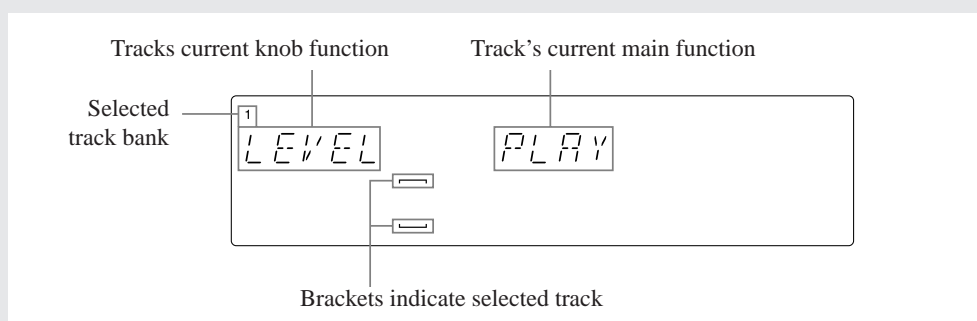 Tracks current knob function
Track's current main function
Selected
track bank
1
LEVEL
PLAY
Brackets indicate selected track